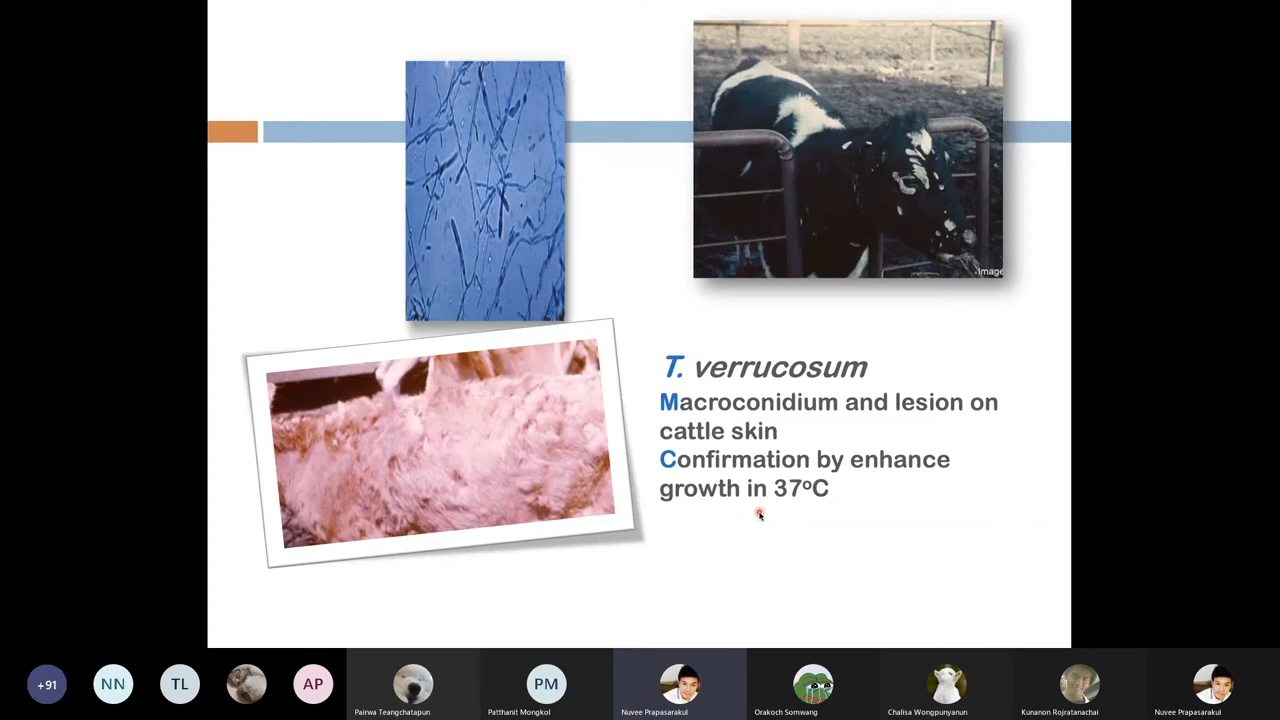 Image
T. verrucosum
Macroconidium and lesion on
cattle skin
Confirmation by enhance
growth in 37ºC
+91
NN
TL
AP
Pairwa Teangchatapun
PM
Patthanit Mongkol
Nuvee Prapasarakul
Orakoch Somwang
Chalisa Wongpunyanun
Kunanon Rojratanachai
Nuvee Prapasarakul